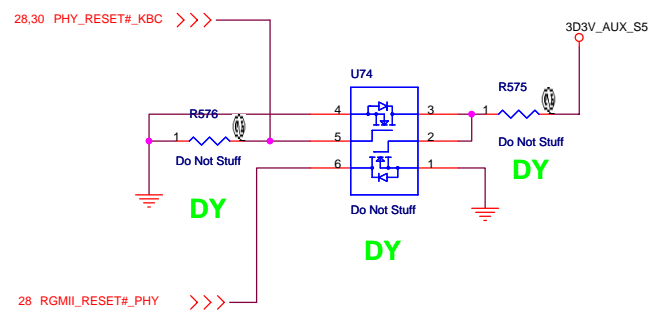 28,30 PHY_RESET#_KBC
3D3V_AUX_S5
U74
R575
R576
4
3
1
1
5
2
Do Not Stuff
Do Not Stuff
6
1
DY
DY
Do Not Stuff
DY
28 RGMII_RESET#_PHY